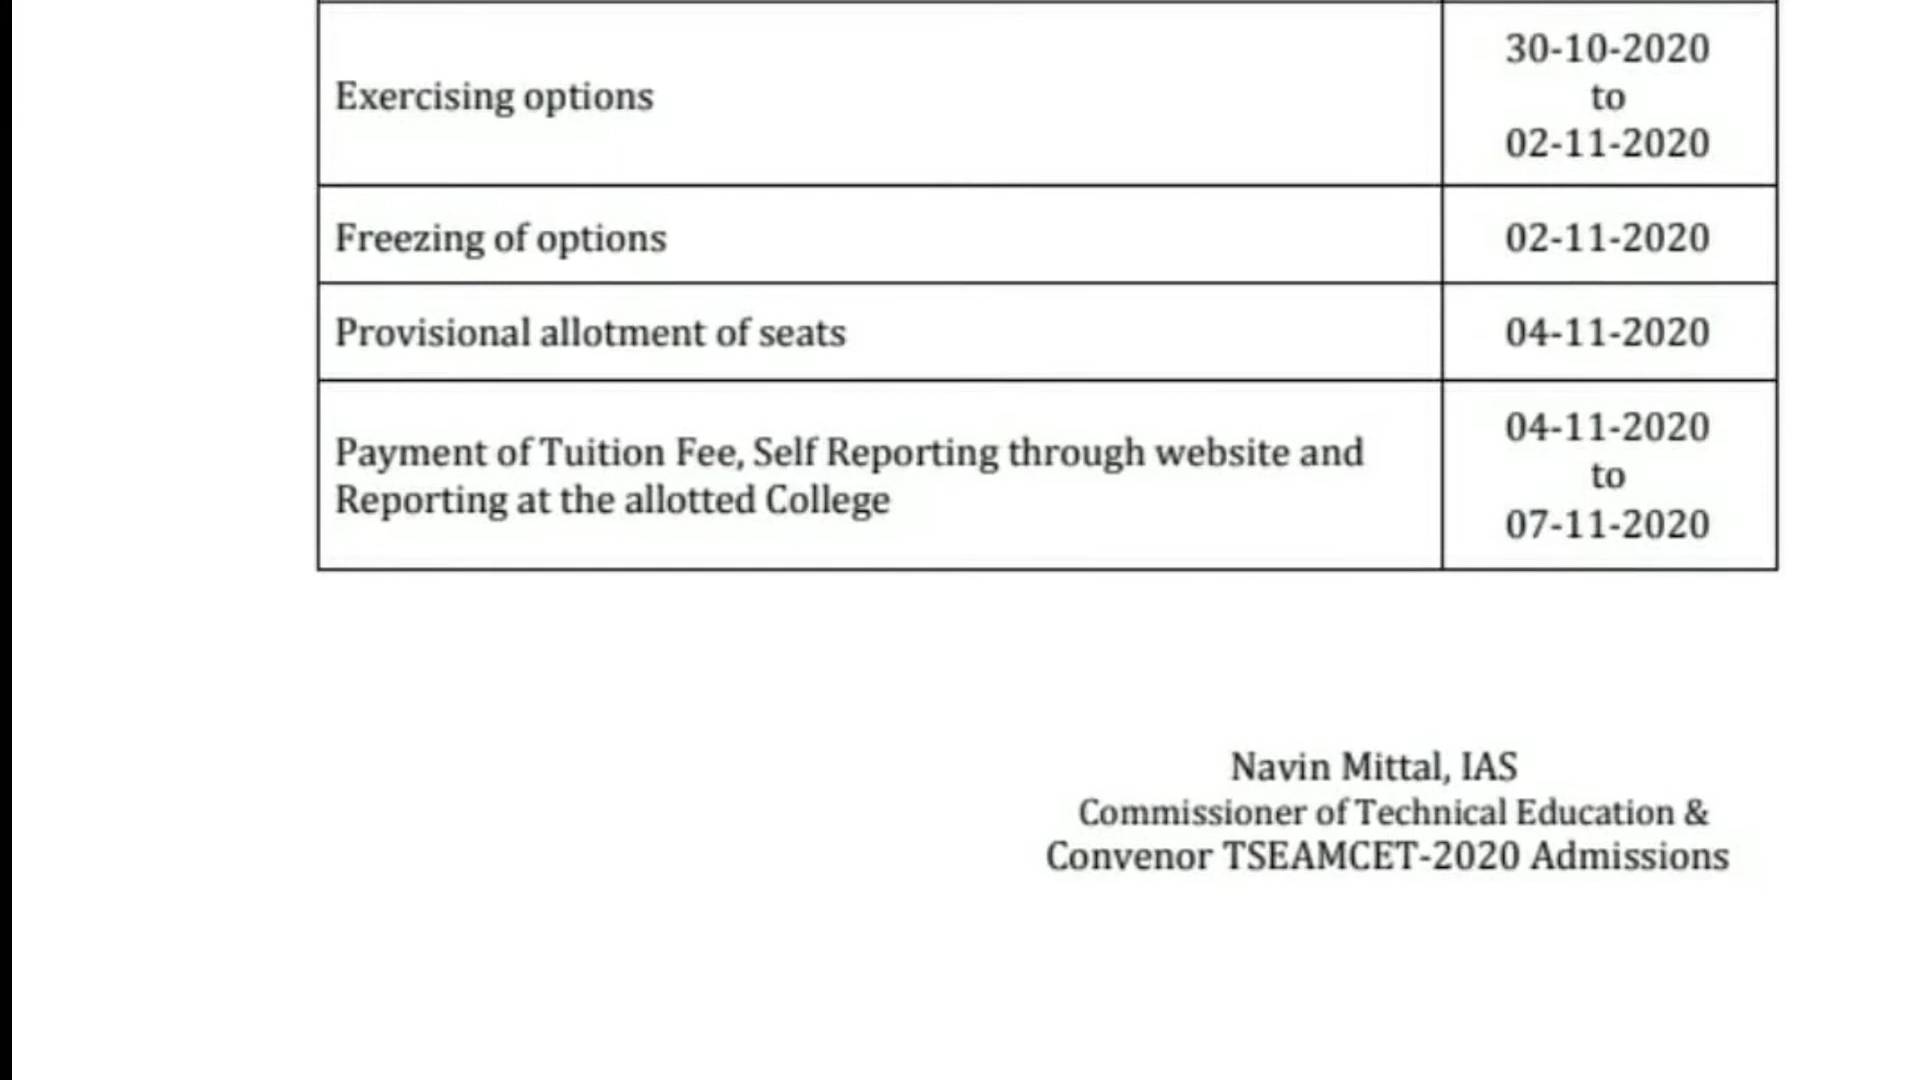 Exercising options
30-10-2020
to
02-11-2020
Freezing of options
02-11-2020
Provisional allotment of seats
04-11-2020
Payment of Tuition Fee, Self Reporting through website and
Reporting at the allotted College
04-11-2020
to
07-11-2020
Navin Mittal, IAS
Commissioner of Technical Education &
Convenor TSEAMCET-2020 Admissions